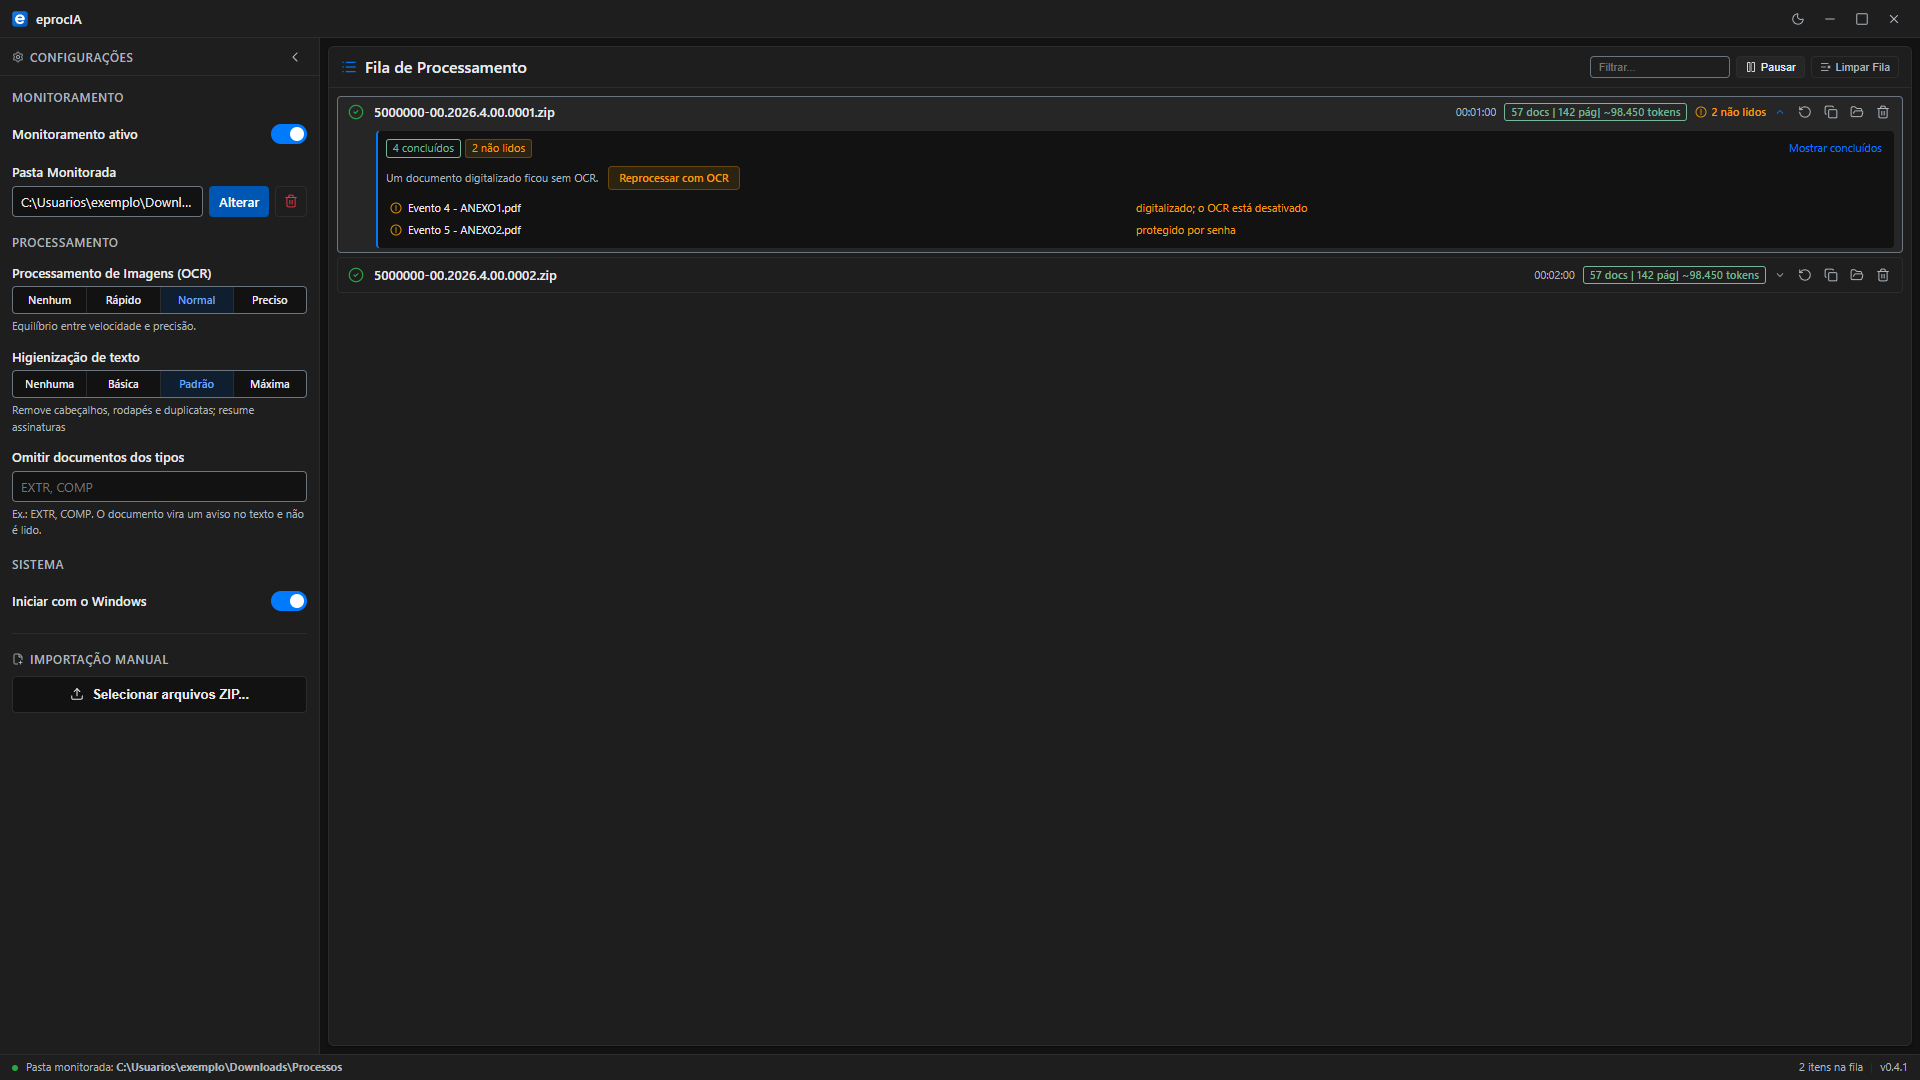 eprocIA
CONFIGURAÇÕES
MONITORAMENTO
Monitoramento ativo
Pasta Monitorada
C:\Usuarios\exemplo\Downl...
Alterar
PROCESSAMENTO
Processamento de Imagens (OCR)
Nenhum Rápido Normal Preciso
Equilíbrio entre velocidade e precisão.
Higienização de texto
Nenhuma Básica Padrão Máxima
Remove cabeçalhos, rodapés e duplicatas; resume
assinaturas
Omitir documentos dos tipos
EXTR, COMP
Ex.: EXTR, COMP. O documento vira um aviso no texto e não
é lido.
SISTEMA
Iniciar com o Windows
IMPORTAÇÃO MANUAL
Selecionar arquivos ZIP...
Fila de Processamento
Filtrar...
Pausar
Limpar Fila
5000000-00.2026.4.00.0001.zip
00:01:00 57 docs | 142 pág| ~98.450 tokens 2 não lidos
4 concluídos 2 não lidos
Mostrar concluídos
Um documento digitalizado ficou sem OCR. Reprocessar com OCR
Evento 4 - ANEXO1.pdf digitalizado; o OCR está desativado
Evento 5 - ANEXO2.pdf protegido por senha
5000000-00.2026.4.00.0002.zip
00:02:00 57 docs | 142 pág| ~98.450 tokens
Pasta monitorada: C:\Usuarios\exemplo\Downloads\Processos
2 itens na fila v0.4.1